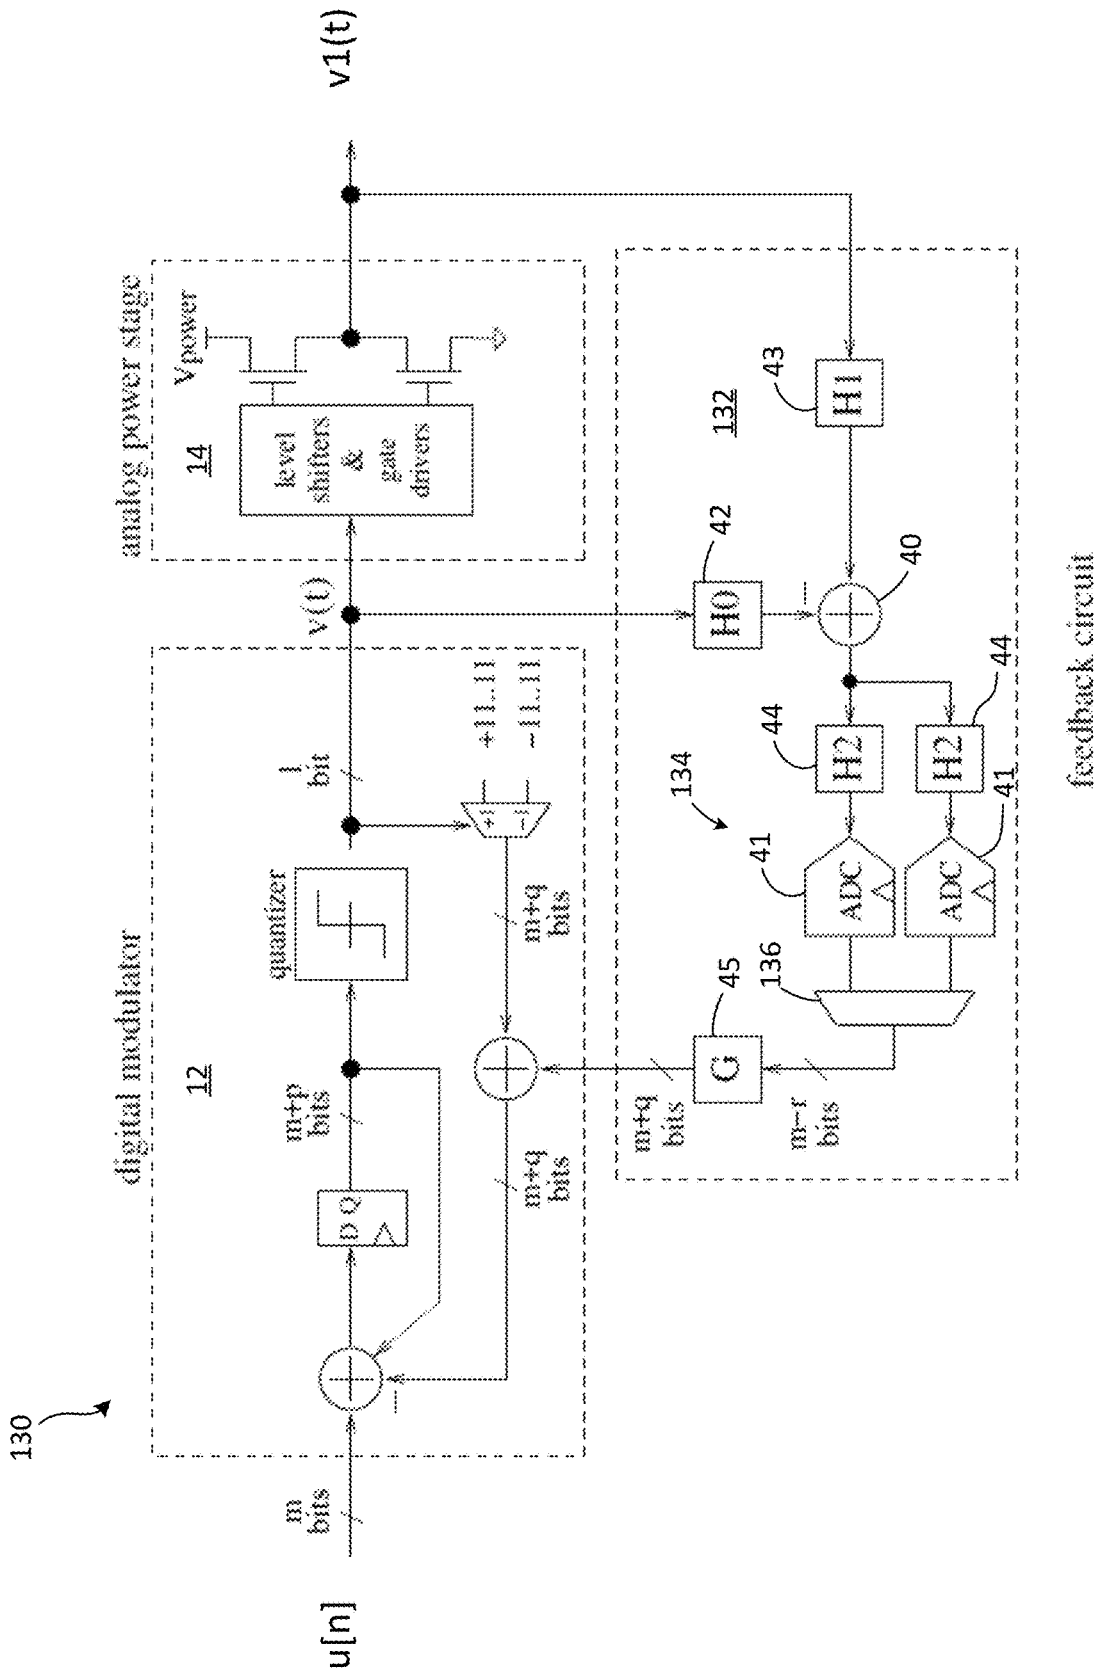 130
u[n]
m
bits
digital modulator
12
D Q
m+p
bits
quantizer
1
bit
+11..11
−11..11
+
−
m+q
bits
m+q
bits
v(t)
analog power stage
14
Vpower
level
shifters
&
gate
drivers
v1(t)
132
H0
42
H1
43
40
134
H2
44
H2
44
ADC
41
ADC
41
136
m−r
bits
G
45
m+q
bits
feedback circuit